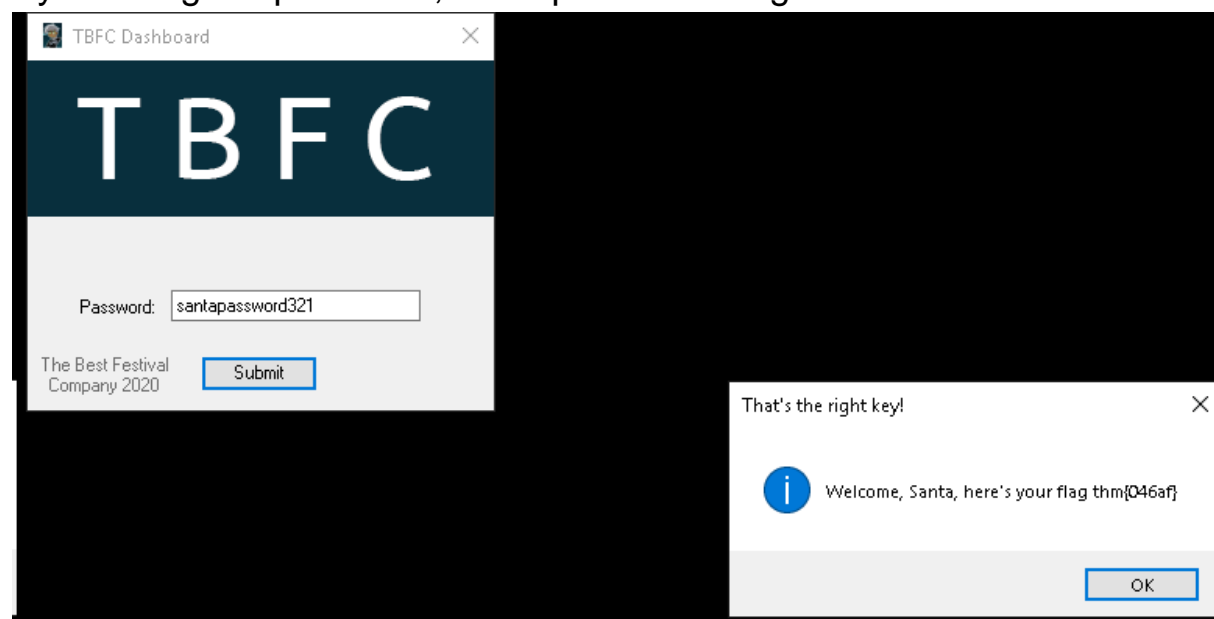 TBFC Dashboard
T B F C
Password: santapassword321
The Best Festival
Company 2020
Submit
That's the right key!
Welcome, Santa, here's your flag thm{046af}
OK